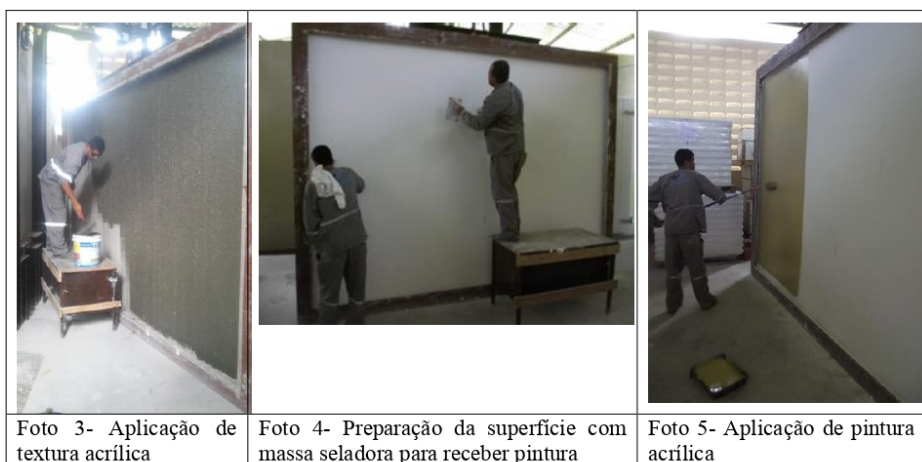 Foto 3- Aplicação de
textura acrílica
Foto 4- Preparação da superfície com
massa seladora para receber pintura
Foto 5- Aplicação de pintura
acrílica